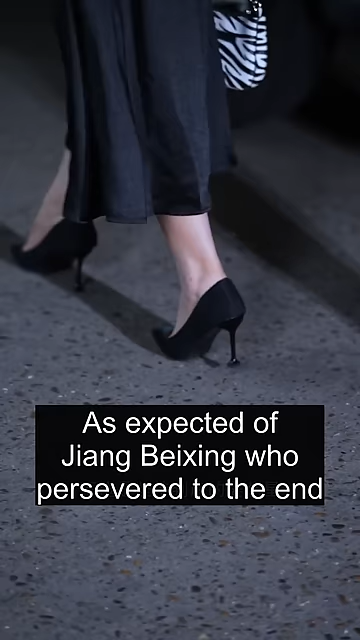 As expected of
Jiang Beixing who
persevered to the end